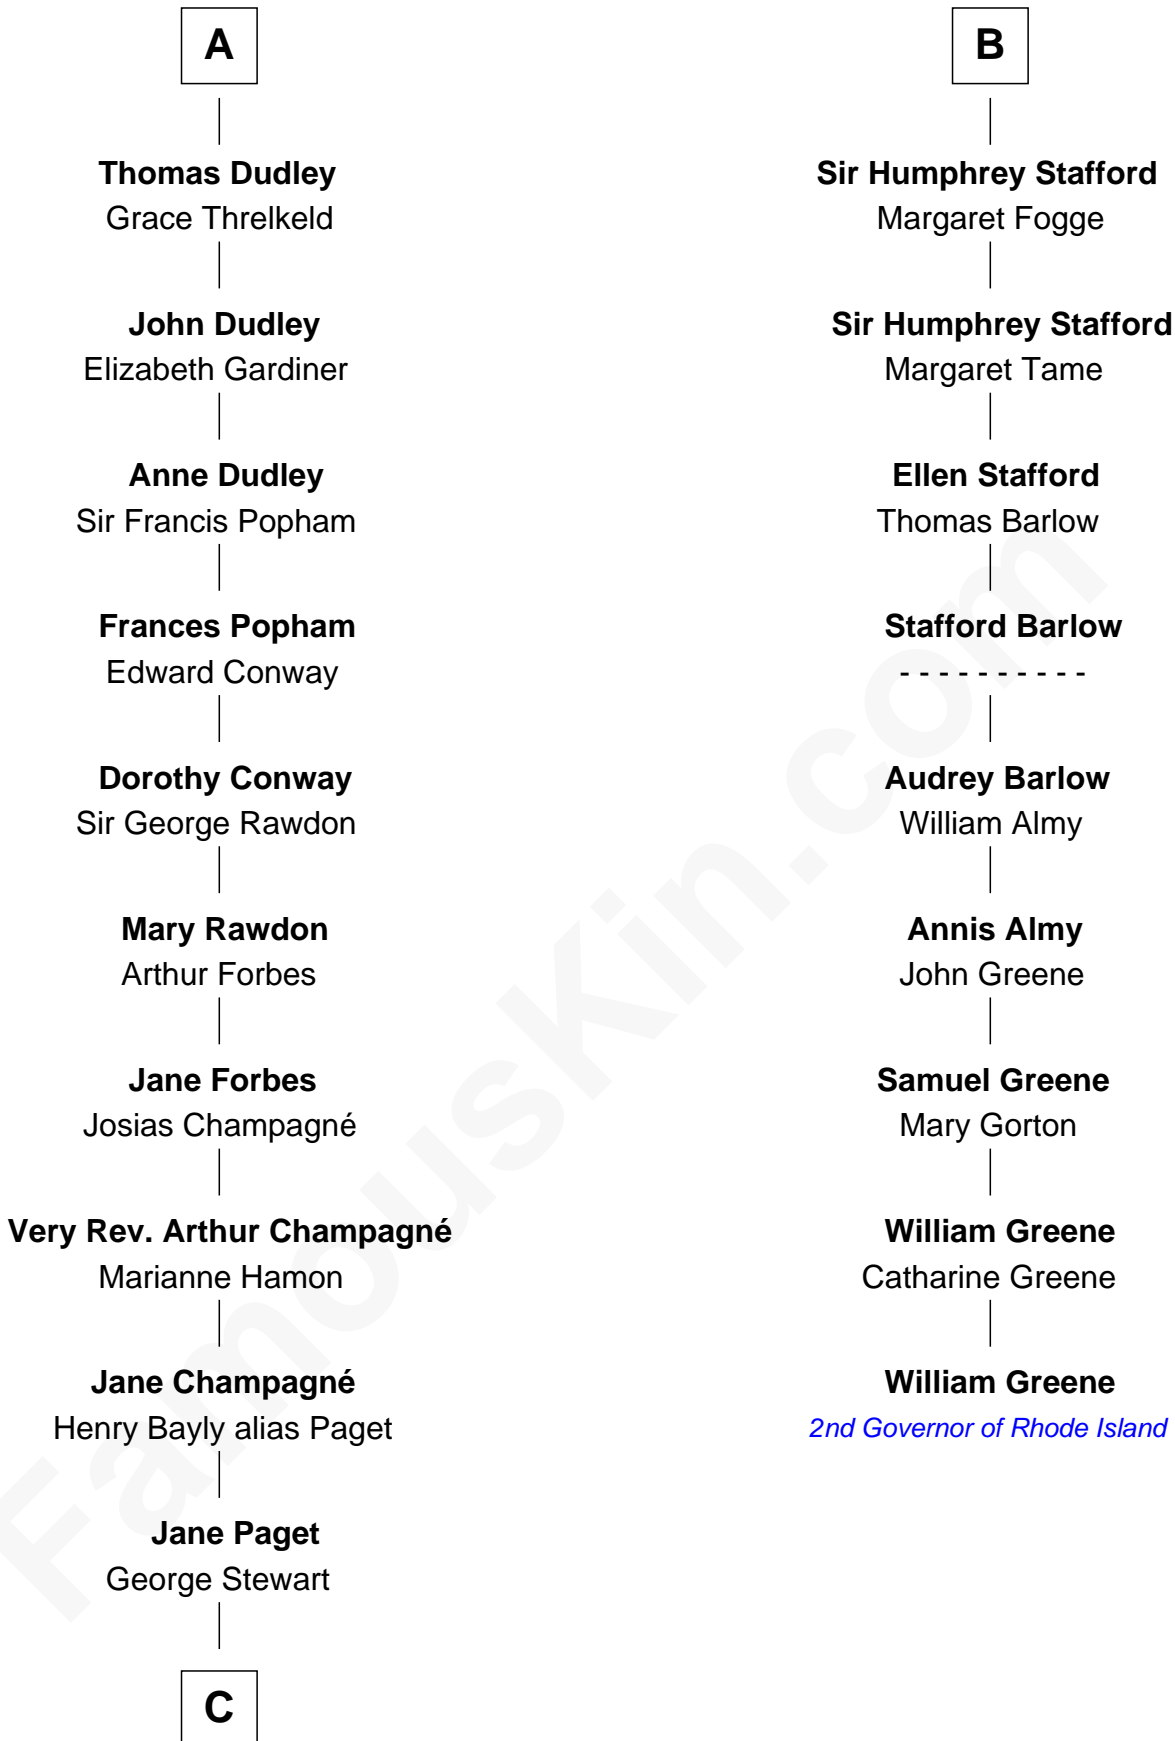 A
Thomas Dudley
Grace Threlkeld
John Dudley
Elizabeth Gardiner
Anne Dudley
Sir Francis Popham
Frances Popham
Edward Conway
Dorothy Conway
Sir George Rawdon
Mary Rawdon
Arthur Forbes
Jane Forbes
Josias Champagné
Very Rev. Arthur Champagné
Marianne Hamon
Jane Champagné
Henry Bayly alias Paget
Jane Paget
George Stewart
C
B
Sir Humphrey Stafford
Margaret Fogge
Sir Humphrey Stafford
Margaret Tame
Ellen Stafford
Thomas Barlow
Stafford Barlow
- - - - - - - - - -
Audrey Barlow
William Almy
Annis Almy
John Greene
Samuel Greene
Mary Gorton
William Greene
Catharine Greene
William Greene
2nd Governor of Rhode Island
FamousKin.com